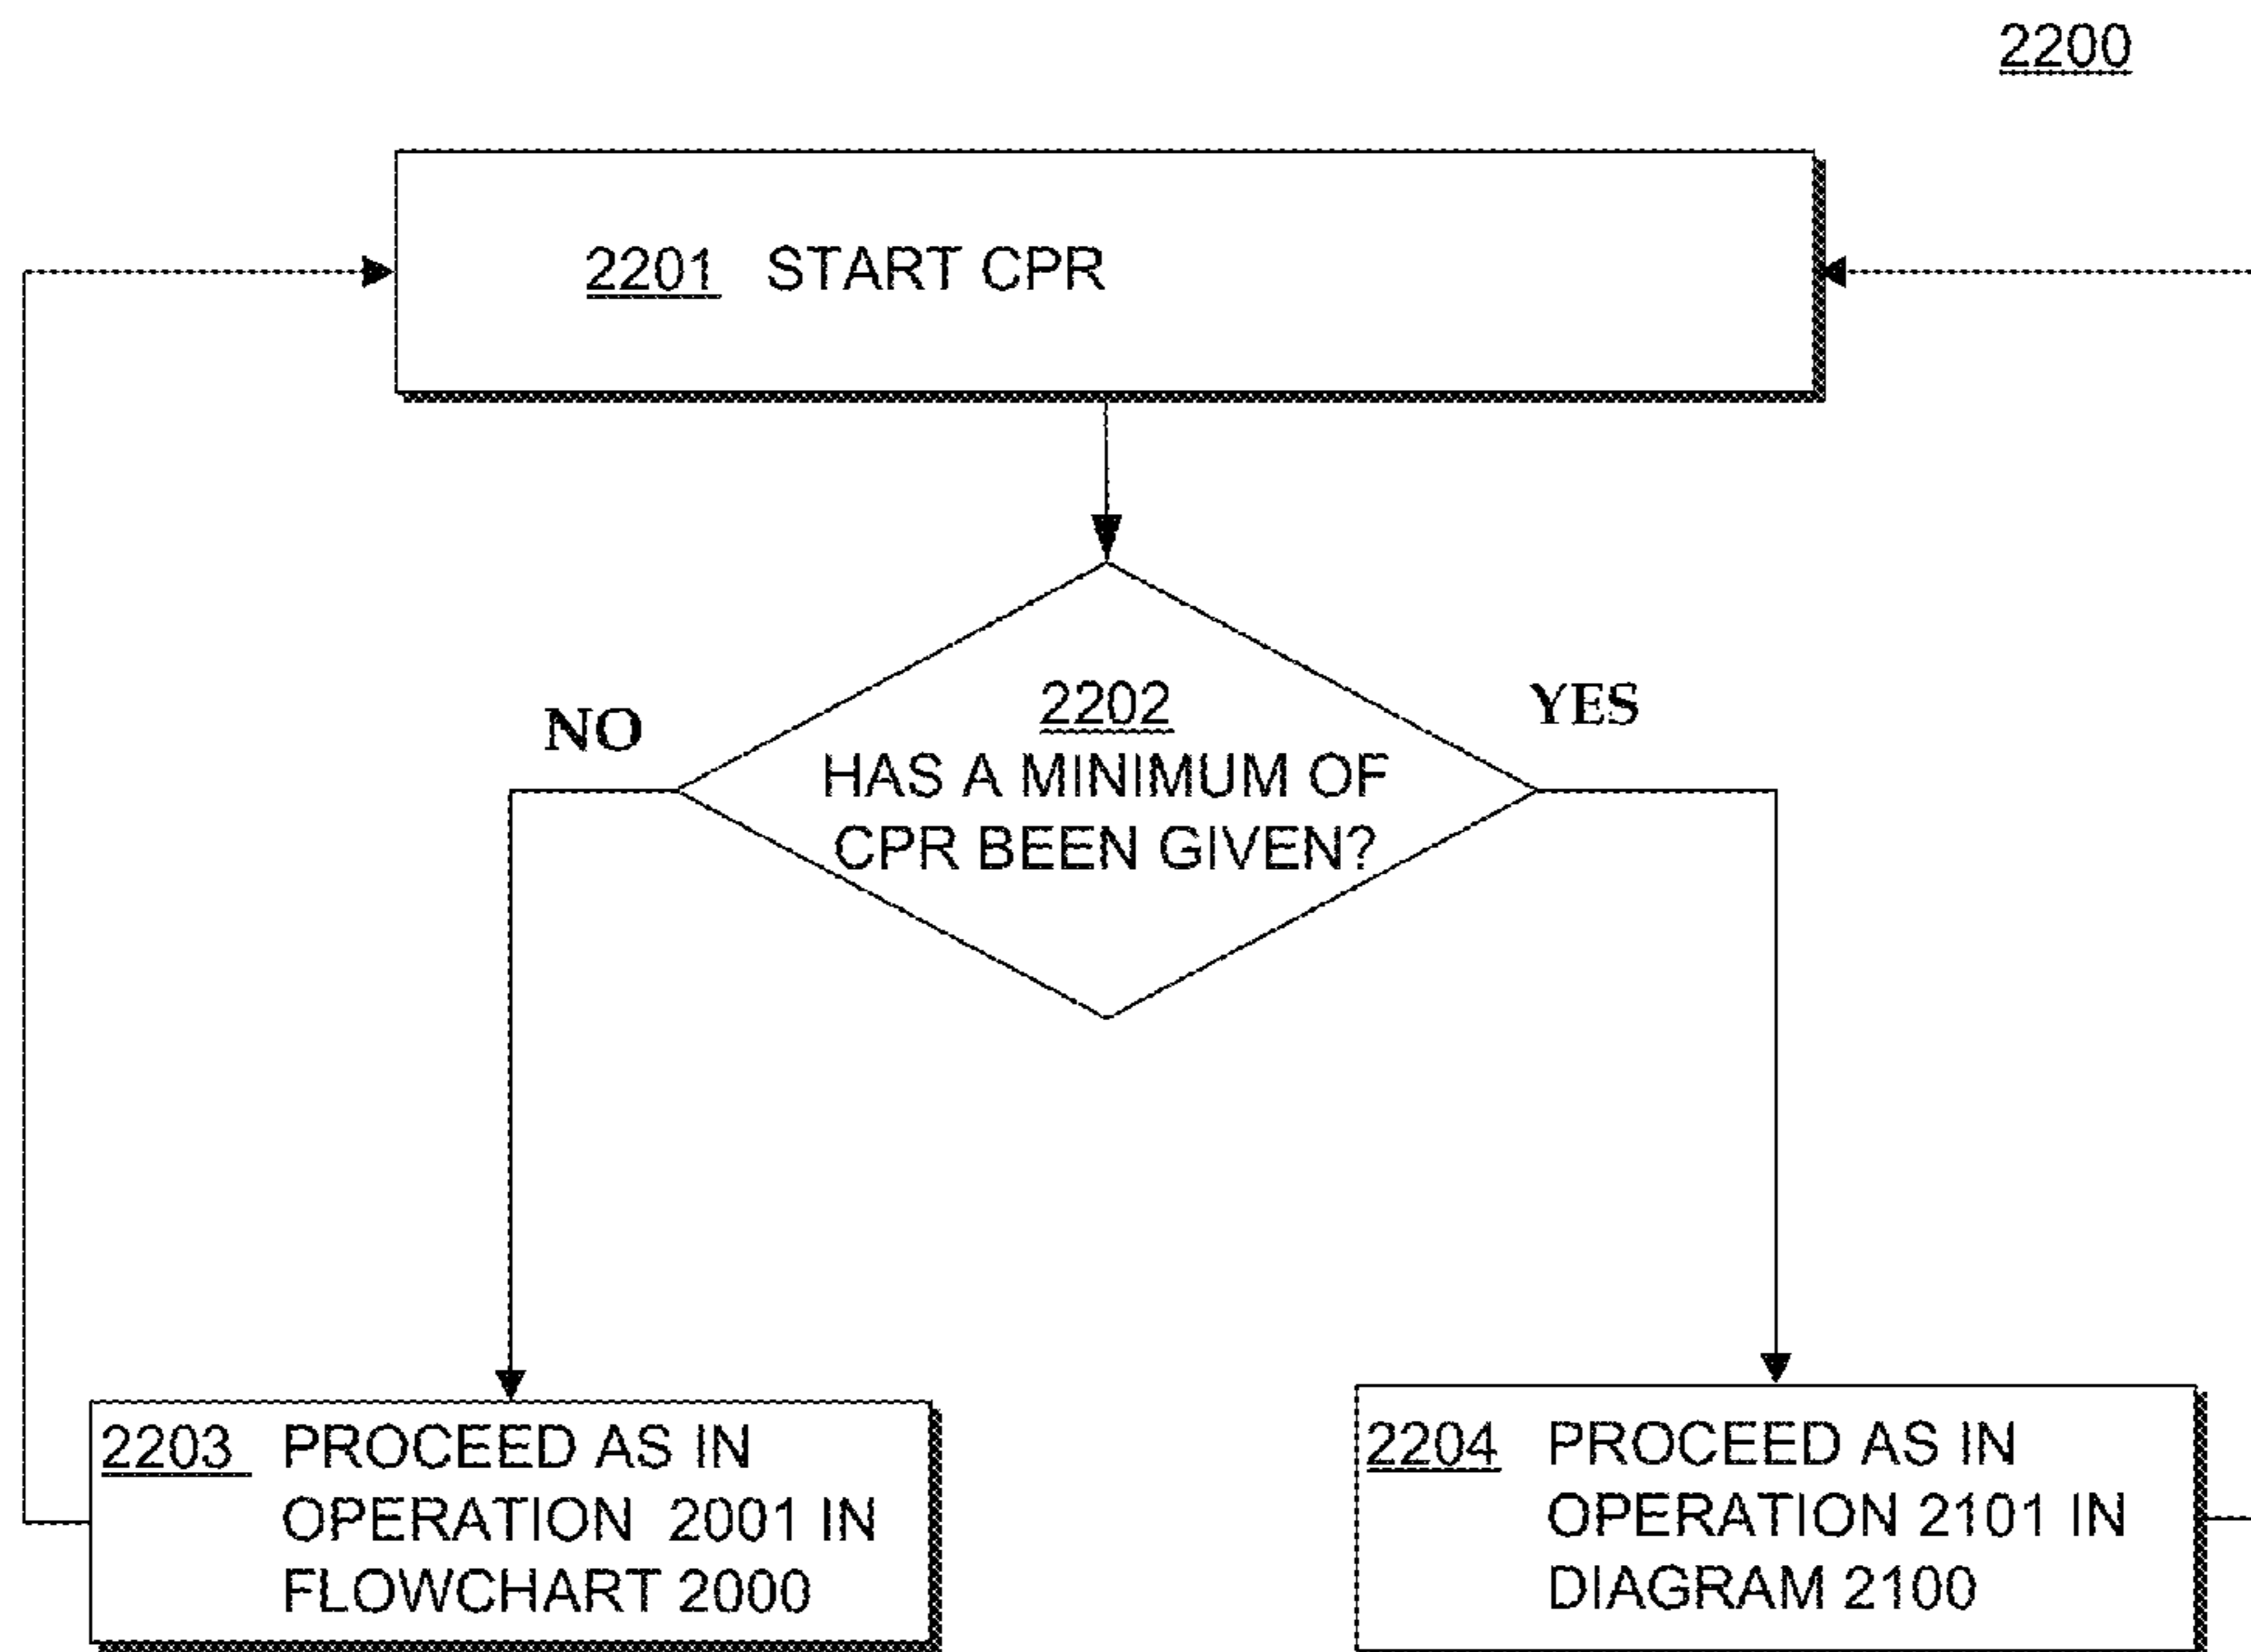 2200
2201 START CPR
NO
YES
2202
HAS A MINIMUM OF
CPR BEEN GIVEN?
2203 PROCEED AS IN
OPERATION 2001 IN
FLOWCHART 2000
2204 PROCEED AS IN
OPERATION 2101 IN
DIAGRAM 2100